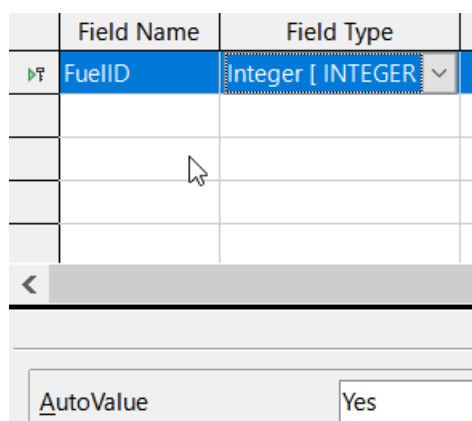 Field Name Field Type
FuelID Integer [ INTEGER
AutoValue Yes